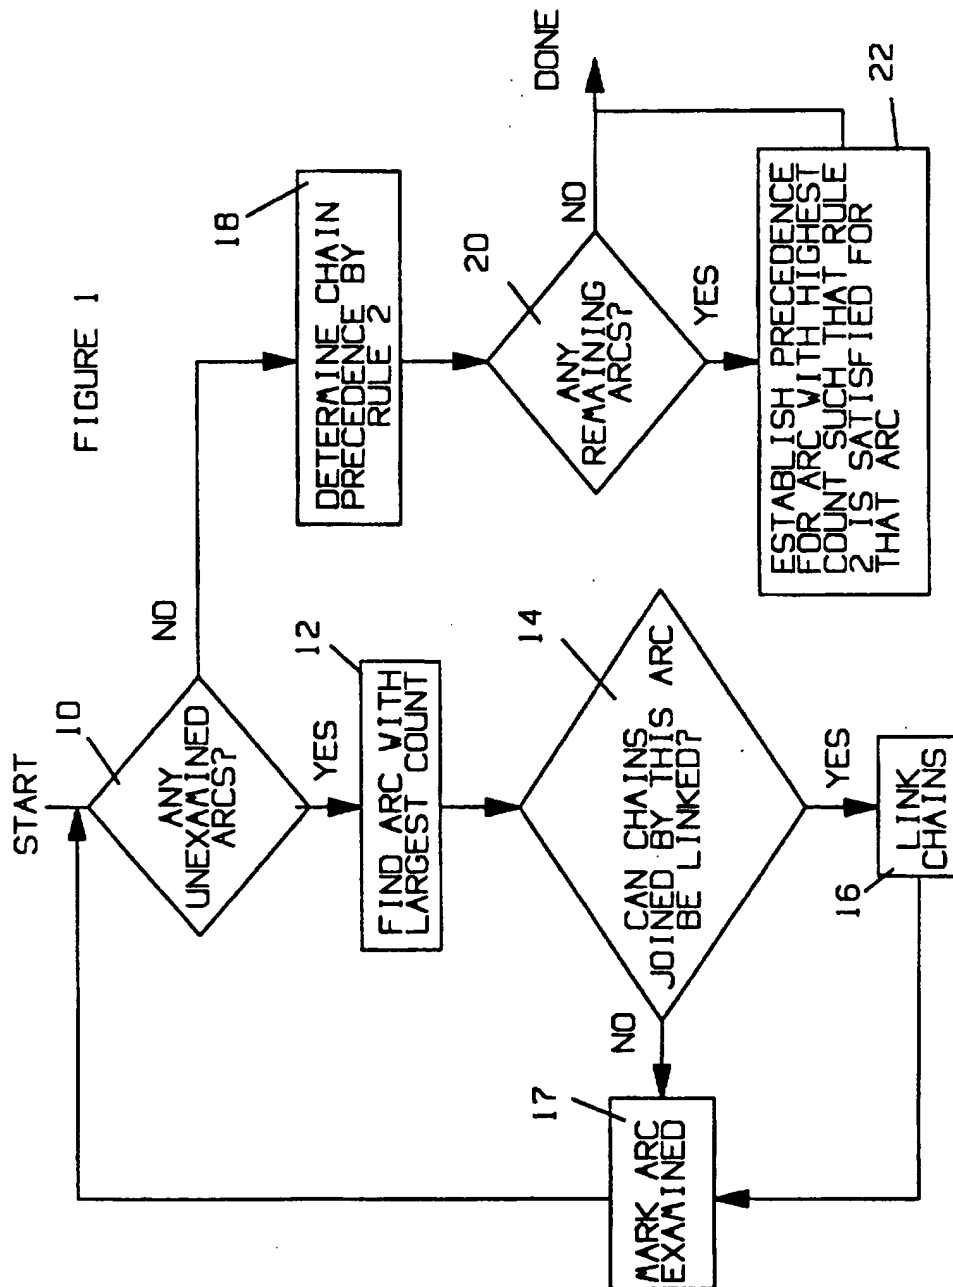 FIGURE 1
START
10
ANY
UNEXAMINED
ARCS?
NO
YES
12
FIND ARC WITH
LARGEST COUNT
14
CAN CHAINS
JOINED BY THIS ARC
BE LINKED?
NO
YES
16
LINK
CHAINS
17
MARK ARC
EXAMINED
18
DETERMINE CHAIN
PRECEDENCE BY
RULE 2
20
ANY
REMAINING
ARCS?
NO
DONE
YES
22
ESTABLISH PRECEDENCE
FOR ARC WITH HIGHEST
COUNT SUCH THAT RULE
2 IS SATISFIED FOR
THAT ARC